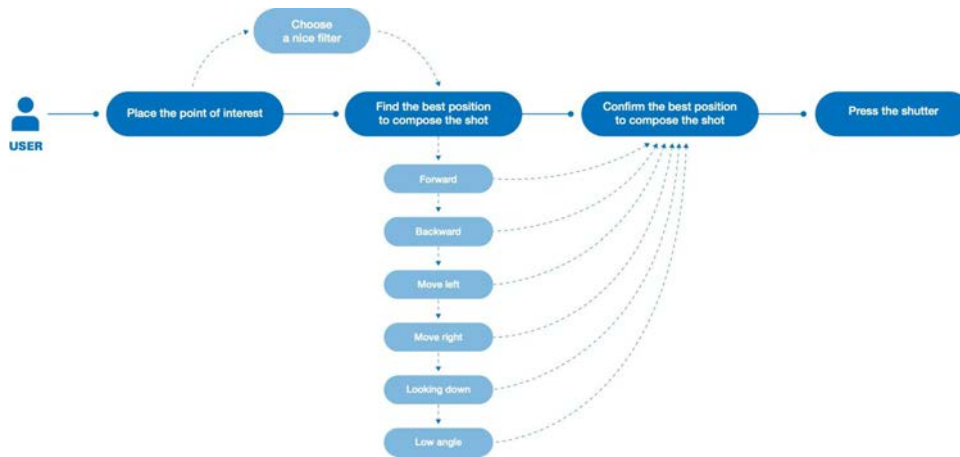 Choose
a nice filter
USER
Place the point of interest
Find the best position
to compose the shot
Confirm the best position
to compose the shot
Press the shutter
Forward
Backward
Move left
Move right
Looking down
Low angle